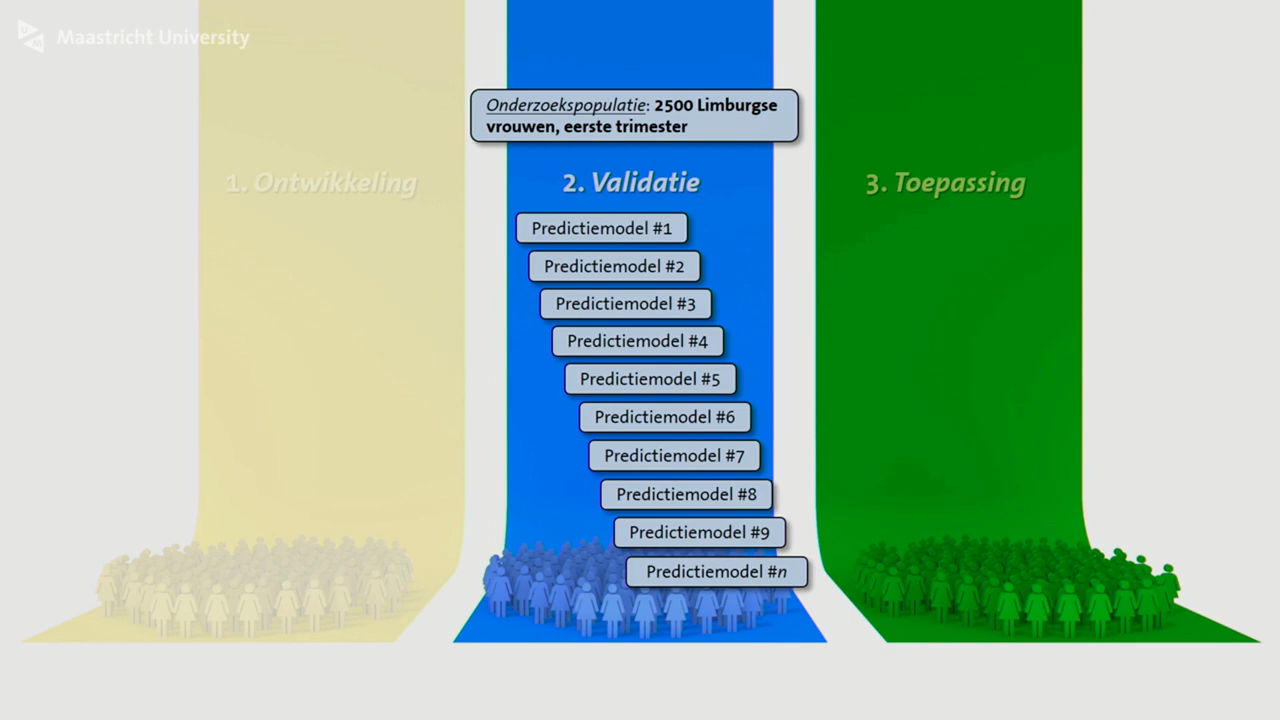 Maastricht University
Onderzoekspopulatie: 2500 Limburgse
vrouwen, eerste trimester
1. Ontwikkeling
2. Validatie
3. Toepassing
Predictiemodel #1
Predictiemodel #2
Predictiemodel #3
Predictiemodel #4
Predictiemodel #5
Predictiemodel #6
Predictiemodel #7
Predictiemodel #8
Predictiemodel #9
Predictiemodel #n